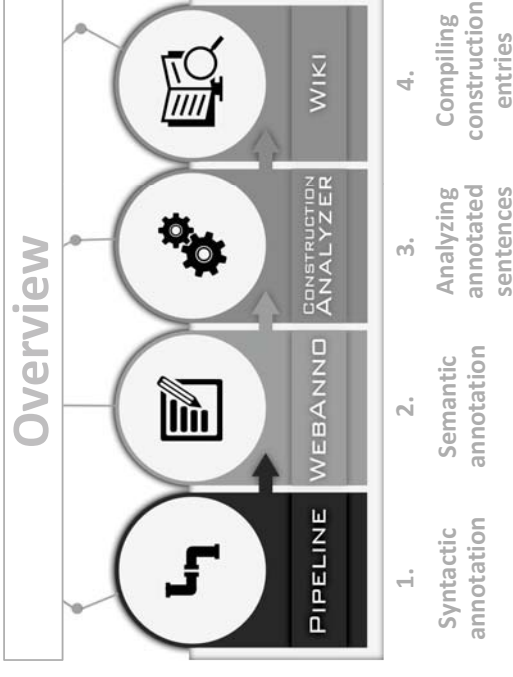 Overview
PIPELINE
WEBANNO
CONSTRUCTION
ANALYZER
WIKI
1.
Syntactic
annotation
2.
Semantic
annotation
3.
Analyzing
annotated
sentences
4.
Compiling
construction
entries